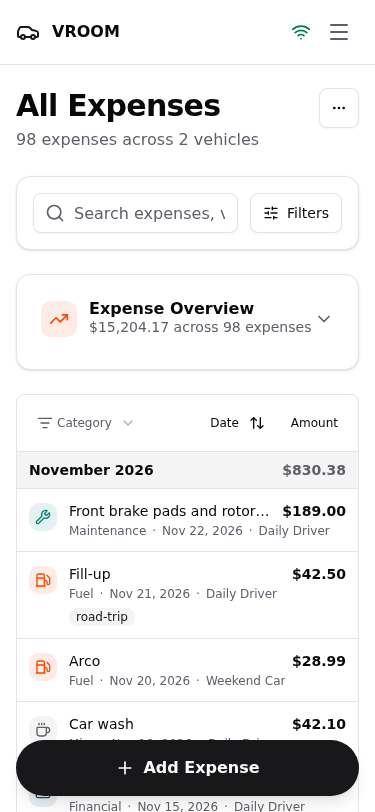 VROOM
All Expenses
98 expenses across 2 vehicles
Search expenses,
Filters
Expense Overview
$15,204.17 across 98 expenses
Category Date Amount
November 2026 $830.38
Front brake pads and rotor... $189.00
Maintenance · Nov 22, 2026 · Daily Driver
Fill-up $42.50
Fuel · Nov 21, 2026 · Daily Driver
road-trip
Arco $28.99
Fuel · Nov 20, 2026 · Weekend Car
Car wash $42.10
Add Expense
Financial · Nov 15, 2026 · Daily Driver